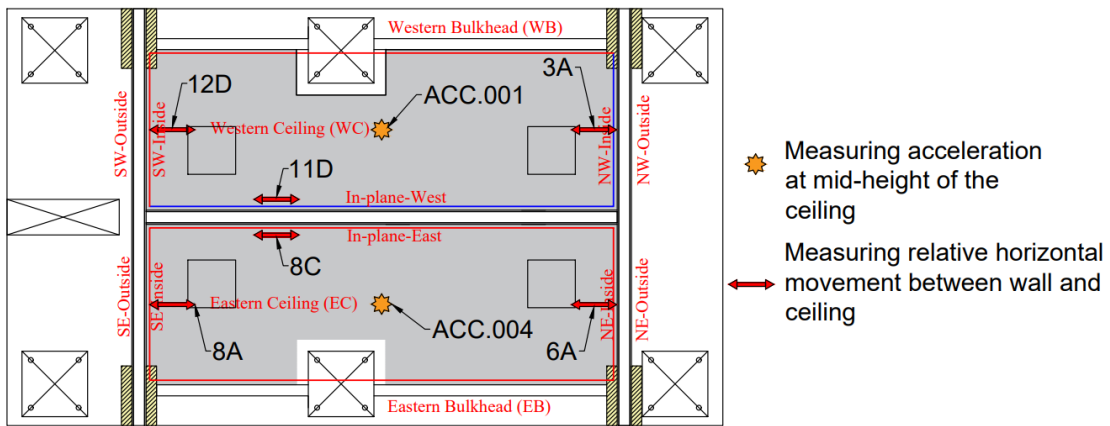 Western Bulkhead (WB)
12D
3A
ACC.001
SW-Outside
SW-Inside
Western Ceiling (WC)
NW-Inside
NW-Outside
11D
In-plane-West
In-plane-East
8C
SE-Outside
SE-Inside
Eastern Ceiling (EC)
NE-Inside
NE-Outside
8A
ACC.004
6A
Eastern Bulkhead (EB)
Measuring acceleration
at mid-height of the
ceiling
Measuring relative horizontal
movement between wall and
ceiling